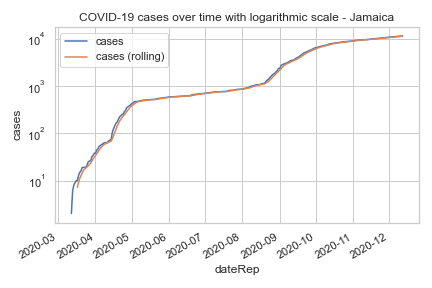 COVID-19 cases over time with logarithmic scale - Jamaica
cases
cases (rolling)
10⁴
10³
10²
10¹
cases
2020-03
2020-04
2020-05
2020-06
2020-07
2020-08
2020-09
2020-10
2020-11
2020-12
dateRep